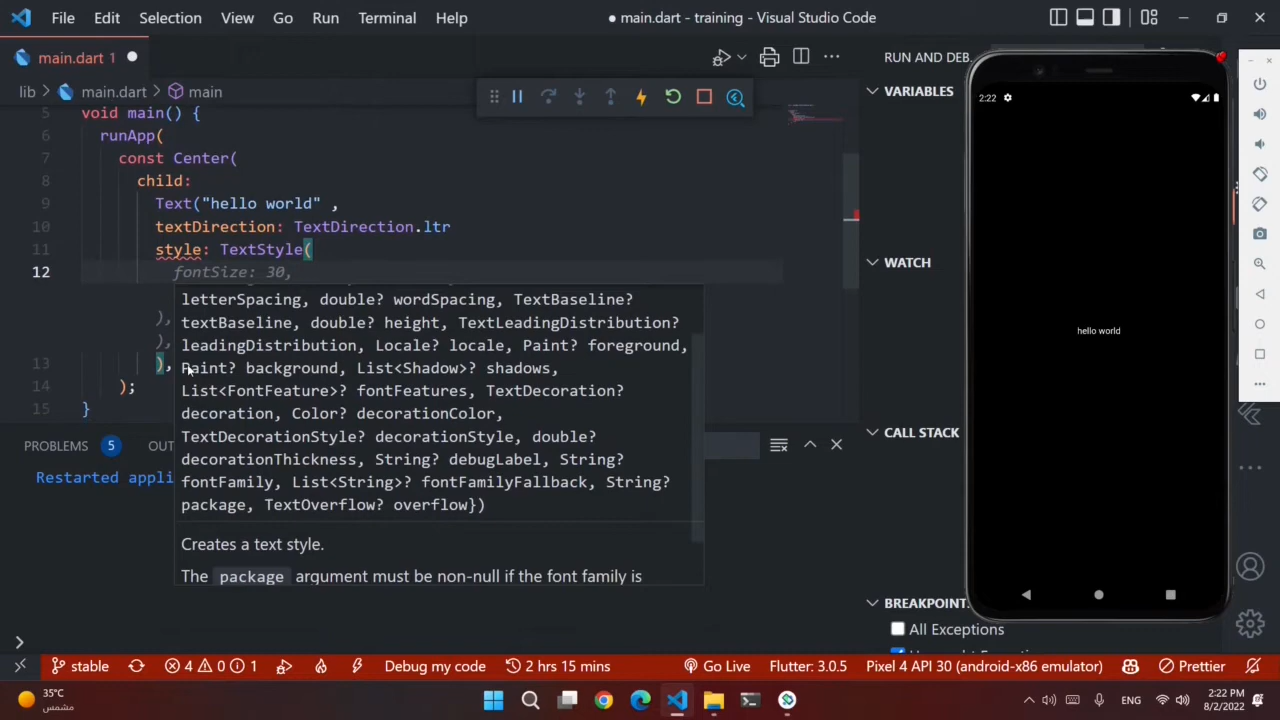 File Edit Selection View Go Run Terminal Help
● main.dart - training - Visual Studio Code
main.dart 1 ●
RUN AND DEB
lib > main.dart > main
VARIABLES
5 void main() {
6 runApp(
7 const Center(
8 child:
9 Text("hello world" ,
10 textDirection: TextDirection.ltr
11 style: TextStyle(
12 fontSize: 30,
letterSpacing, double? wordSpacing, TextBaseline?
textBaseline, double? height, TextLeadingDistribution?
leadingDistribution, Locale? locale, Paint? foreground,
Paint? background, List<Shadow>? shadows,
List<FontFeature>? fontFeatures, TextDecoration?
decoration, Color? decorationColor,
TextDecorationStyle? decorationStyle, double?
decorationThickness, String? debugLabel, String?
fontFamily, List<String>? fontFamilyFallback, String?
package, TextOverflow? overflow})
Creates a text style.
The package argument must be non-null if the font family is
),
),
13 ),
14 );
15 }
PROBLEMS 5 OUT
Restarted appli
WATCH
CALL STACK
BREAKPOINT
All Exceptions
2:22
hello world
stable 4 0 1 Debug my code 2 hrs 15 mins Go Live Flutter: 3.0.5 Pixel 4 API 30 (android-x86 emulator) Prettier
35°C
مشمس
ENG
2:22 PM
8/2/2022